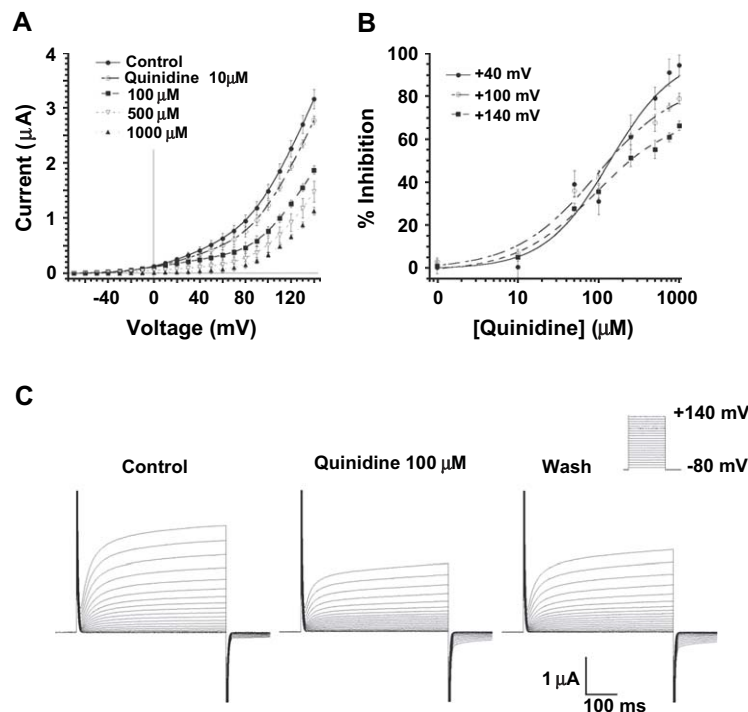 A
Current (μA)
4
3
2
1
0
Control
Quinidine 10μM
100 μM
500 μM
1000 μM
-40
0
40
80
120
Voltage (mV)
B
% Inhibition
100
80
60
40
20
0
+40 mV
+100 mV
+140 mV
0
10
100
1000
[Quinidine] (μM)
C
Control
Quinidine 100 μM
Wash
+140 mV
-80 mV
1 μA
100 ms